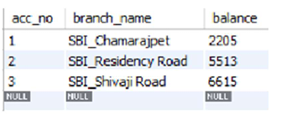 acc_no branch_name balance
1 SBI_Chamarajpet 2205
2 SBI_Residency Road 5513
3 SBI_Shivaji Road 6615
NULL NULL NULL